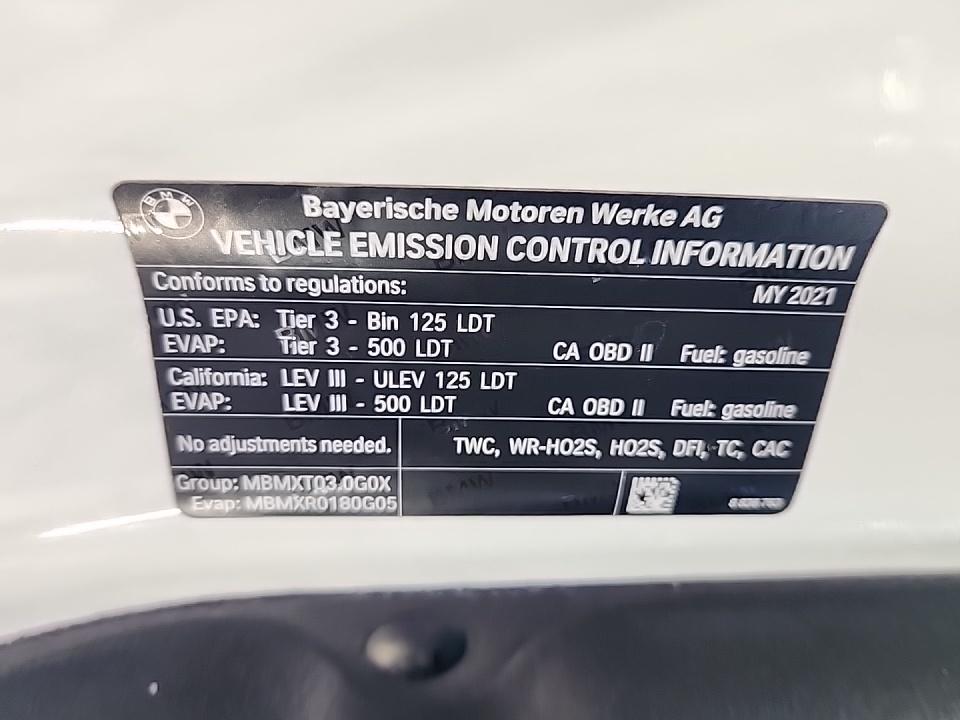 BMW
Bayerische Motoren Werke AG
VEHICLE EMISSION CONTROL INFORMATION
Conforms to regulations: MY 2021
U.S. EPA: Tier 3 - Bin 125 LDT
EVAP: Tier 3 - 500 LDT CA OBD II Fuel: gasoline
California: LEV III - ULEV 125 LDT
EVAP: LEV III - 500 LDT CA OBD II Fuel: gasoline
No adjustments needed. TWC, WR-HO2S, HO2S, DFI, TC, CAC
Group: MBMXT03.0G0X
Evap: MBMXR0180G05